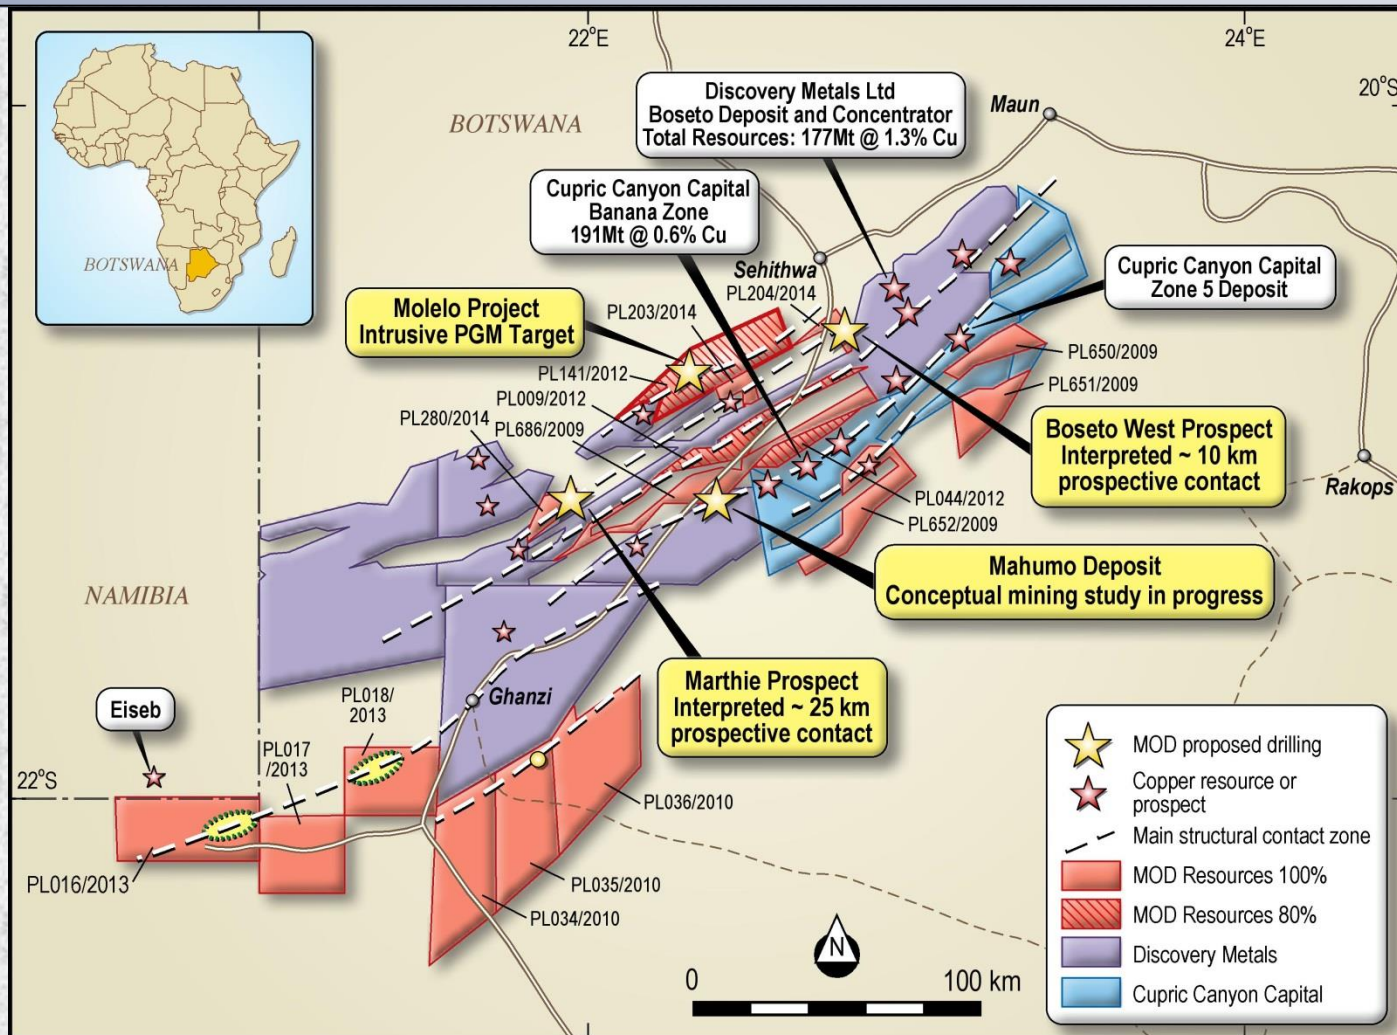 22°E
24°E
20°S
BOTSWANA
Maun
Discovery Metals Ltd
Boseto Deposit and Concentrator
Total Resources: 177Mt @ 1.3% Cu
Cupric Canyon Capital
Banana Zone
191Mt @ 0.6% Cu
BOTSWANA
Sehithwa
PL204/2014
Cupric Canyon Capital
Zone 5 Deposit
Molelo Project
Intrusive PGM Target
PL203/2014
PL141/2012
PL009/2012
PL280/2014
PL686/2009
PL650/2009
PL651/2009
Boseto West Prospect
Interpreted ~ 10 km
prospective contact
Rakops
PL044/2012
PL652/2009
Mahumo Deposit
Conceptual mining study in progress
NAMIBIA
Marthie Prospect
Interpreted ~ 25 km
prospective contact
Ghanzi
Eiseb
PL018/
2013
PL017
/2013
22°S
PL016/2013
PL036/2010
PL035/2010
PL034/2010
N
0
100 km
MOD proposed drilling
Copper resource or
prospect
Main structural contact zone
MOD Resources 100%
MOD Resources 80%
Discovery Metals
Cupric Canyon Capital